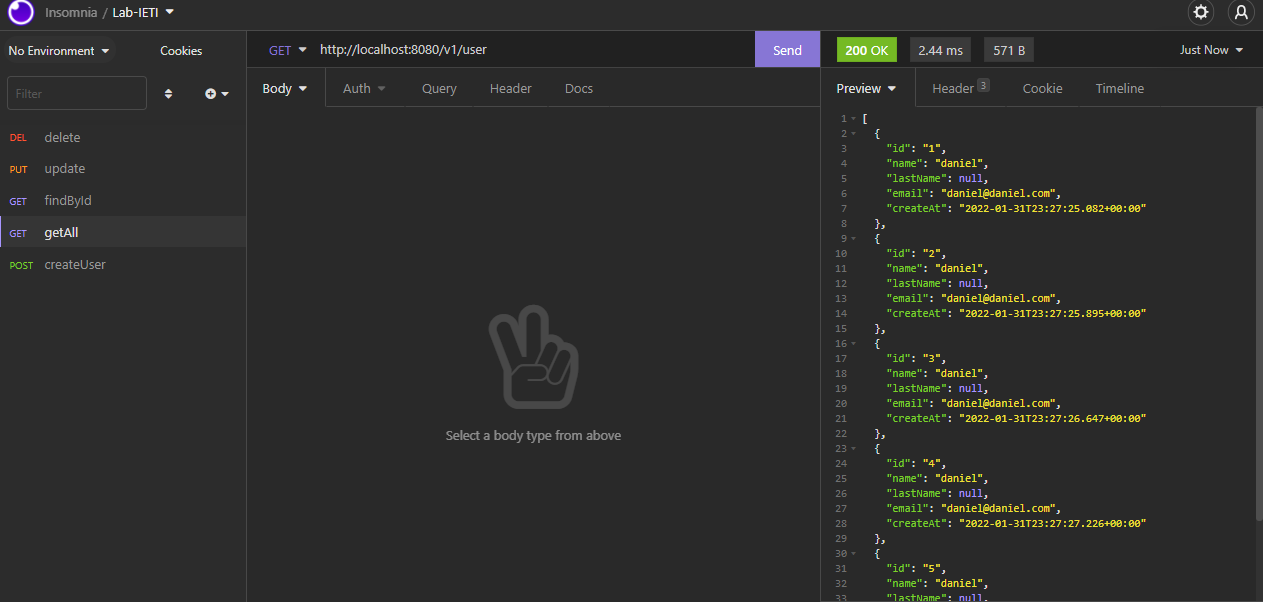 Insomnia / Lab-IETI
No Environment
Cookies
Filter
DEL delete
PUT update
GET findById
GET getAll
POST createUser
GET http://localhost:8080/v1/user Send
Body Auth Query Header Docs
Select a body type from above
200 OK 2.44 ms 571 B Just Now
Preview Header 3 Cookie Timeline
1 [
2 {
3 "id": "1",
4 "name": "daniel",
5 "lastName": null,
6 "email": "daniel@daniel.com",
7 "createAt": "2022-01-31T23:27:25.082+00:00"
8 },
9 {
10 "id": "2",
11 "name": "daniel",
12 "lastName": null,
13 "email": "daniel@daniel.com",
14 "createAt": "2022-01-31T23:27:25.895+00:00"
15 },
16 {
17 "id": "3",
18 "name": "daniel",
19 "lastName": null,
20 "email": "daniel@daniel.com",
21 "createAt": "2022-01-31T23:27:26.647+00:00"
22 },
23 {
24 "id": "4",
25 "name": "daniel",
26 "lastName": null,
27 "email": "daniel@daniel.com",
28 "createAt": "2022-01-31T23:27:27.226+00:00"
29 },
30 {
31 "id": "5",
32 "name": "daniel",
33 "lastName": null,